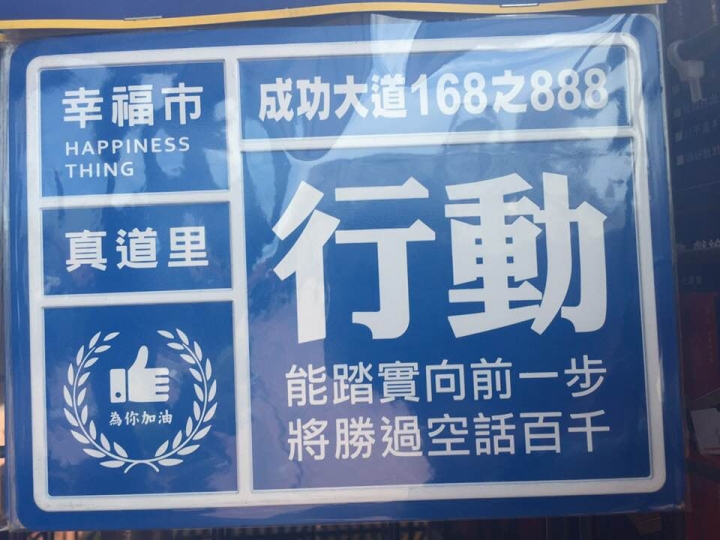 幸福市
HAPPINESS
THING
真道里
為你加油
成功大道168之888
行動
能踏實向前一步
將勝過空話百千